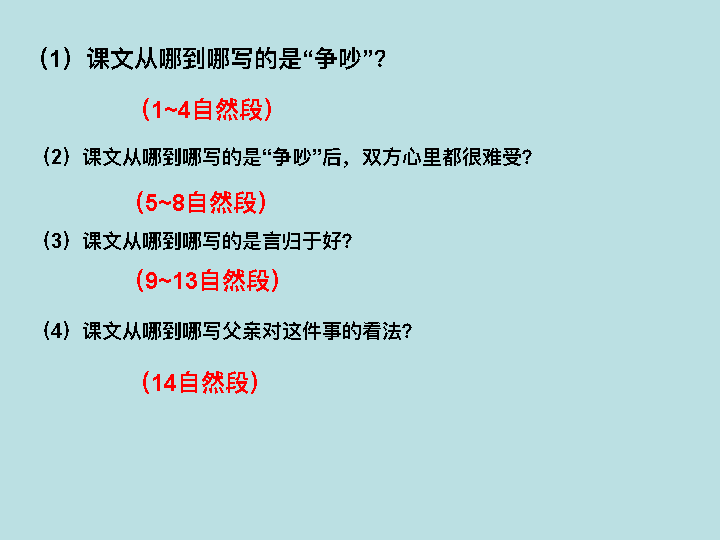 （1）课文从哪到哪写的是“争吵”?
（1~4自然段）
（2）课文从哪到哪写的是“争吵”后，双方心里都很难受?
（5~8自然段）
（3）课文从哪到哪写的是言归于好?
（9~13自然段）
（4）课文从哪到哪写父亲对这件事的看法?
（14自然段）